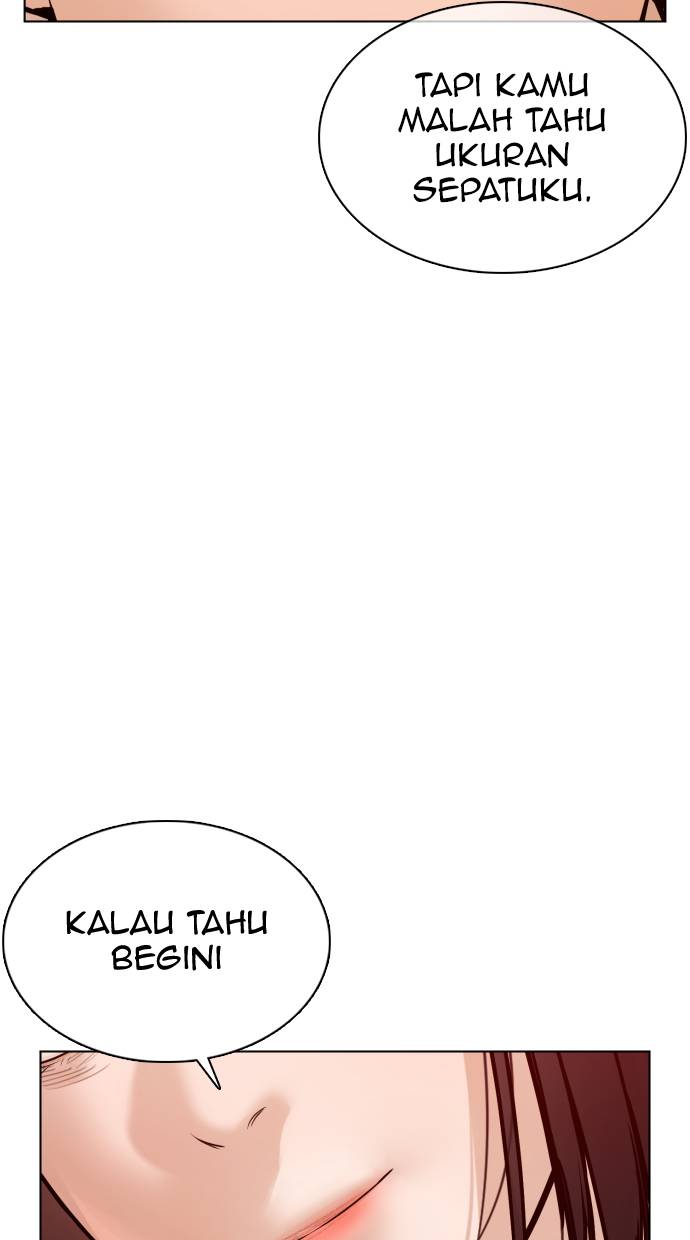 TAPI KAMU
MALAH TAHU
UKURAN
SEPATUKU.
KALAU TAHU
BEGINI